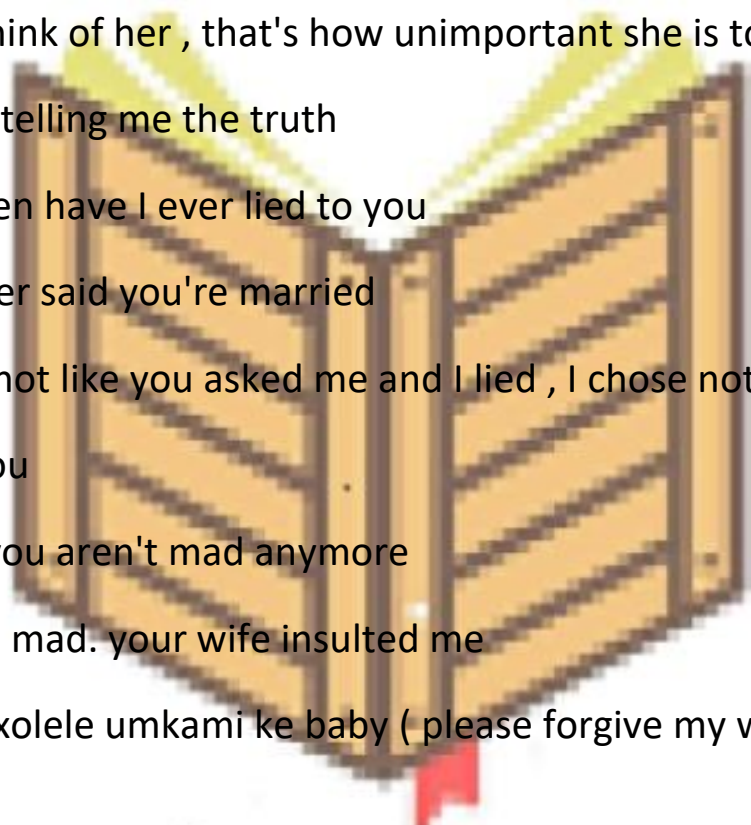 hink of her , that's how unimportant she is to
telling me the truth
en have I ever lied to you
er said you're married
not like you asked me and I lied , I chose not
ou
you aren't mad anymore
mad. your wife insulted me
xolele umkami ke baby ( please forgive my w